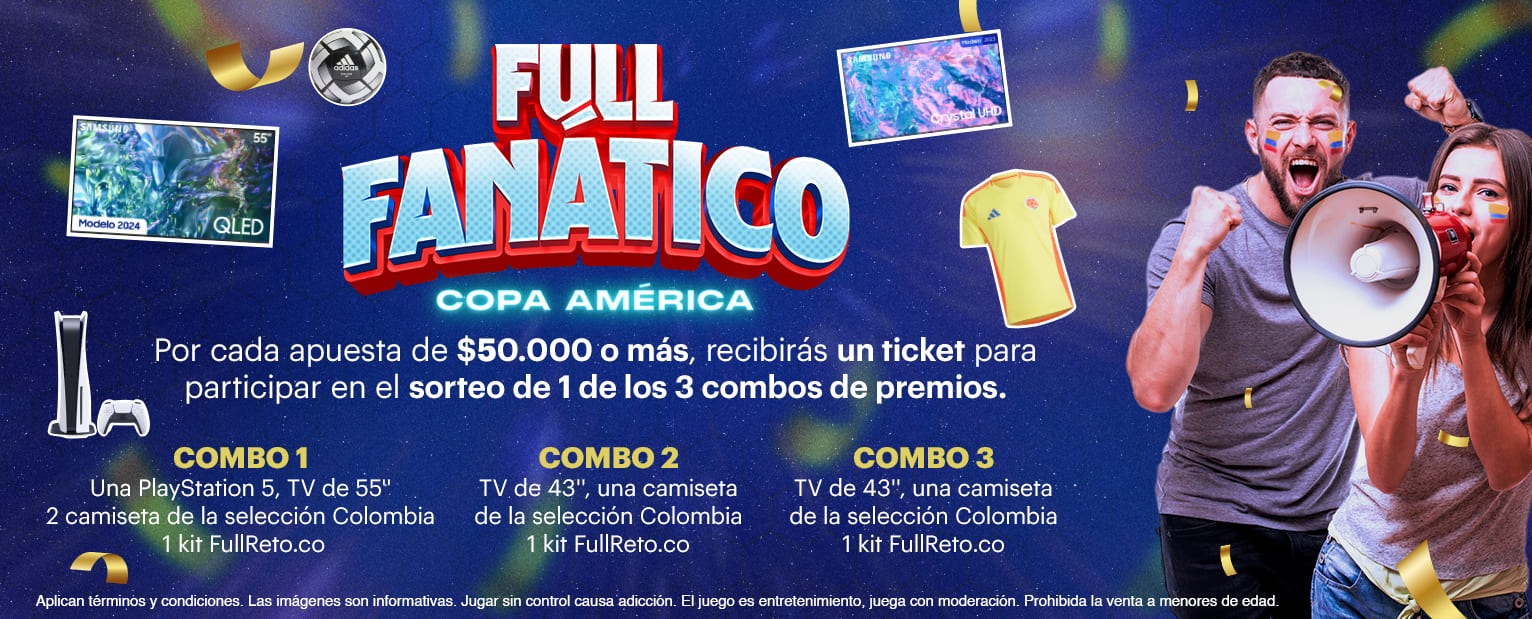 adidas
FULL
FANÁTICO
COPA AMÉRICA
SAMSUNG
55"
Modelo 2024
QLED
SAMSUNG
Modelo 2023
Crystal UHD
Por cada apuesta de $50.000 o más, recibirás un ticket para
participar en el sorteo de 1 de los 3 combos de premios.
COMBO 1
Una PlayStation 5, TV de 55"
2 camiseta de la selección Colombia
1 kit FullReto.co
COMBO 2
TV de 43", una camiseta
de la selección Colombia
1 kit FullReto.co
COMBO 3
TV de 43", una camiseta
de la selección Colombia
1 kit FullReto.co
Aplican términos y condiciones. Las imágenes son informativas. Jugar sin control causa adicción. El juego es entretenimiento, juega con moderación. Prohibida la venta a menores de edad.